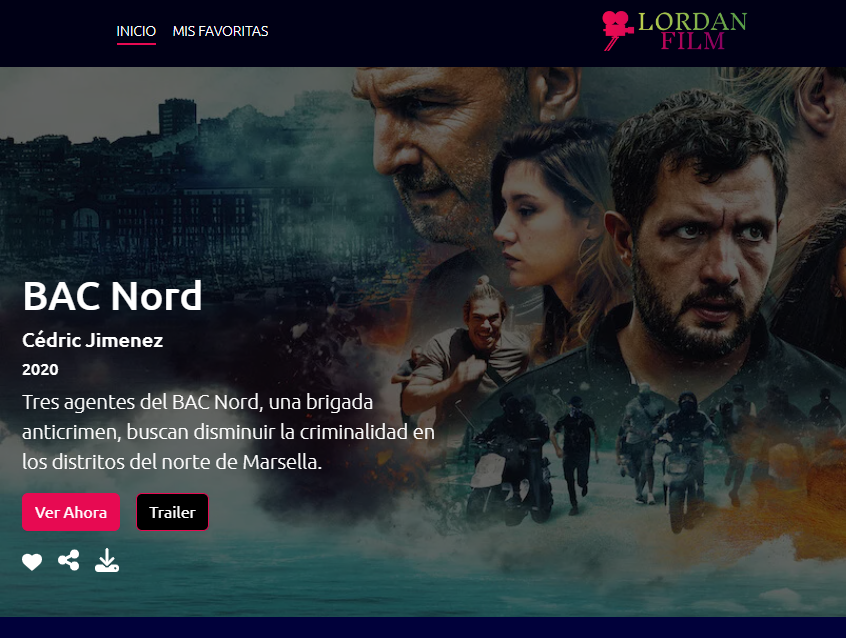 INICIO MIS FAVORITAS
LORDAN
FILM
BAC Nord
Cédric Jimenez
2020
Tres agentes del BAC Nord, una brigada
anticrimen, buscan disminuir la criminalidad en
los distritos del norte de Marsella.
Ver Ahora Trailer